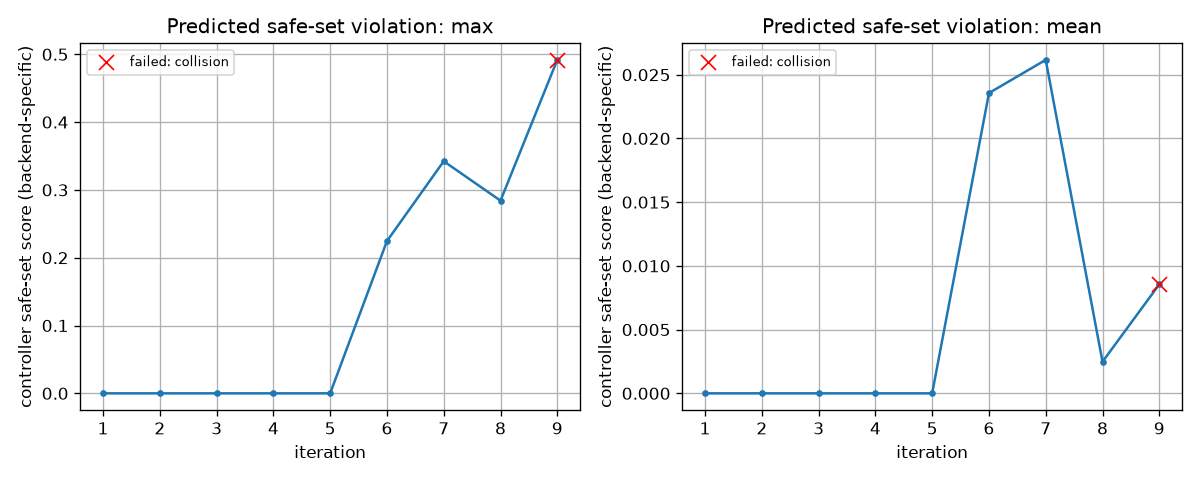 Predicted safe-set violation: max
controller safe-set score (backend-specific)
failed: collision
0.5
0.4
0.3
0.2
0.1
0.0
1 2 3 4 5 6 7 8 9
iteration
Predicted safe-set violation: mean
controller safe-set score (backend-specific)
failed: collision
0.025
0.020
0.015
0.010
0.005
0.000
1 2 3 4 5 6 7 8 9
iteration